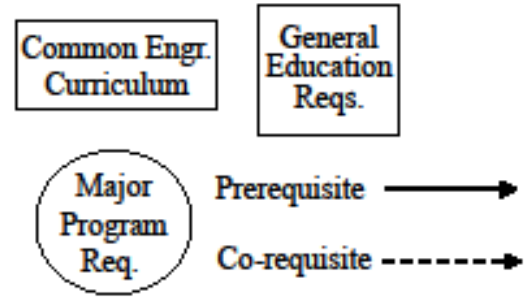 Common Engr.
Curriculum
General
Education
Reqs.
Major
Program
Req.
Prerequisite
Co-requisite